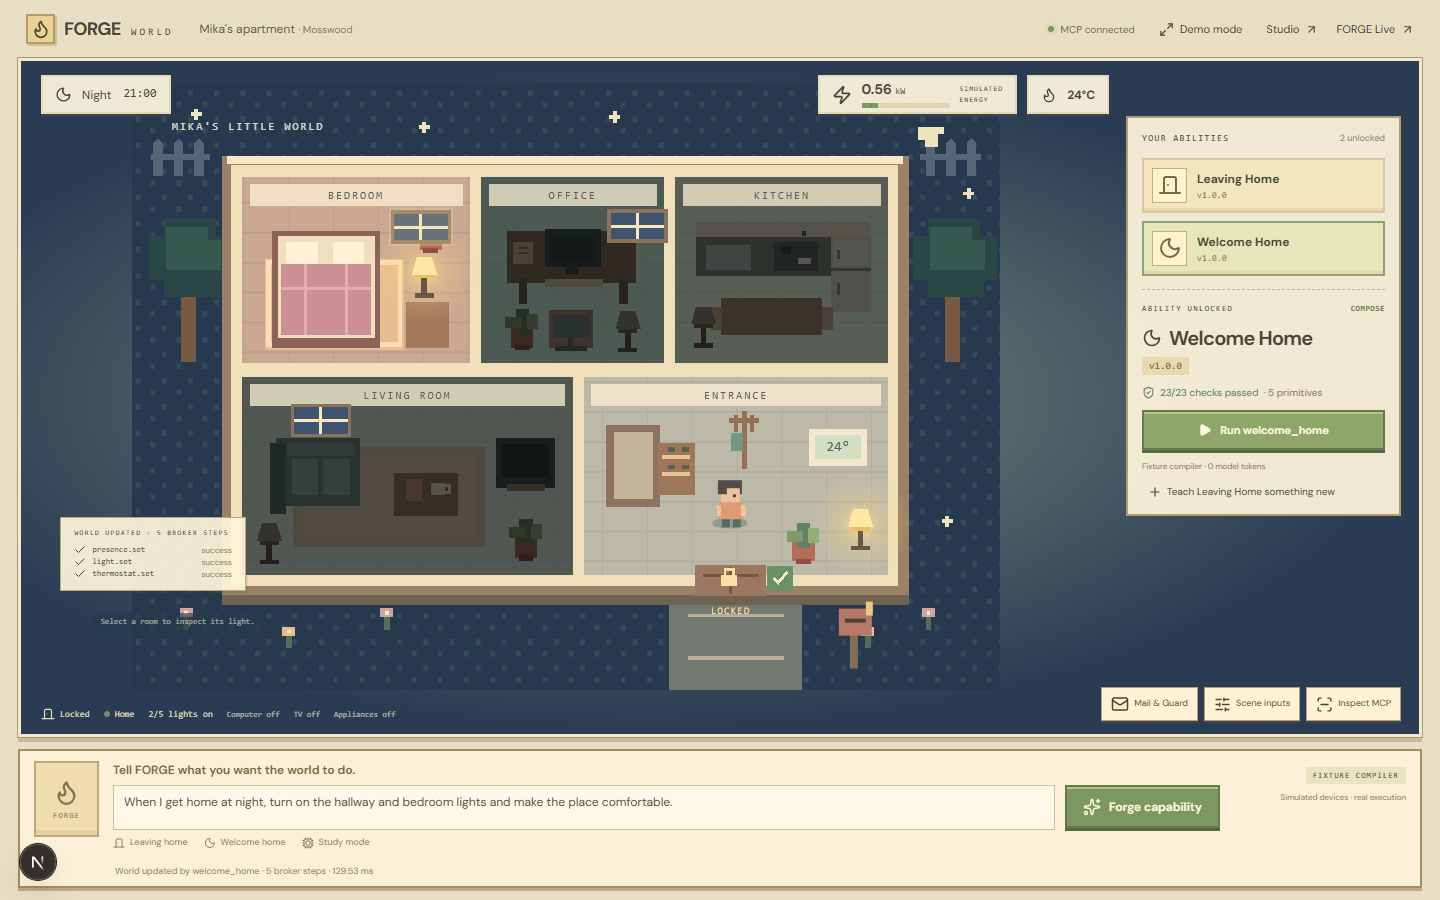 FORGE WORLD
Mika's apartment · Mosswood
MCP connected
Demo mode
Studio
FORGE Live
Night 21:00
0.56 kW
SIMULATED
ENERGY
24°C
MIKA'S LITTLE WORLD
BEDROOM
OFFICE
KITCHEN
LIVING ROOM
ENTRANCE
24°
LOCKED
WORLD UPDATED · 5 BROKER STEPS
presence.set success
light.set success
thermostat.set success
Select a room to inspect its light.
Locked
Home
2/5 lights on
Computer off
TV off
Appliances off
YOUR ABILITIES
2 unlocked
Leaving Home
v1.0.0
Welcome Home
v1.0.0
ABILITY UNLOCKED
COMPOSE
Welcome Home
v1.0.0
23/23 checks passed · 5 primitives
Run welcome_home
Fixture compiler · 0 model tokens
Teach Leaving Home something new
Mail & Guard
Scene inputs
Inspect MCP
FORGE
Tell FORGE what you want the world to do.
When I get home at night, turn on the hallway and bedroom lights and make the place comfortable.
Forge capability
FIXTURE COMPILER
Simulated devices · real execution
Leaving home
Welcome home
Study mode
World updated by welcome_home · 5 broker steps · 129.53 ms
N